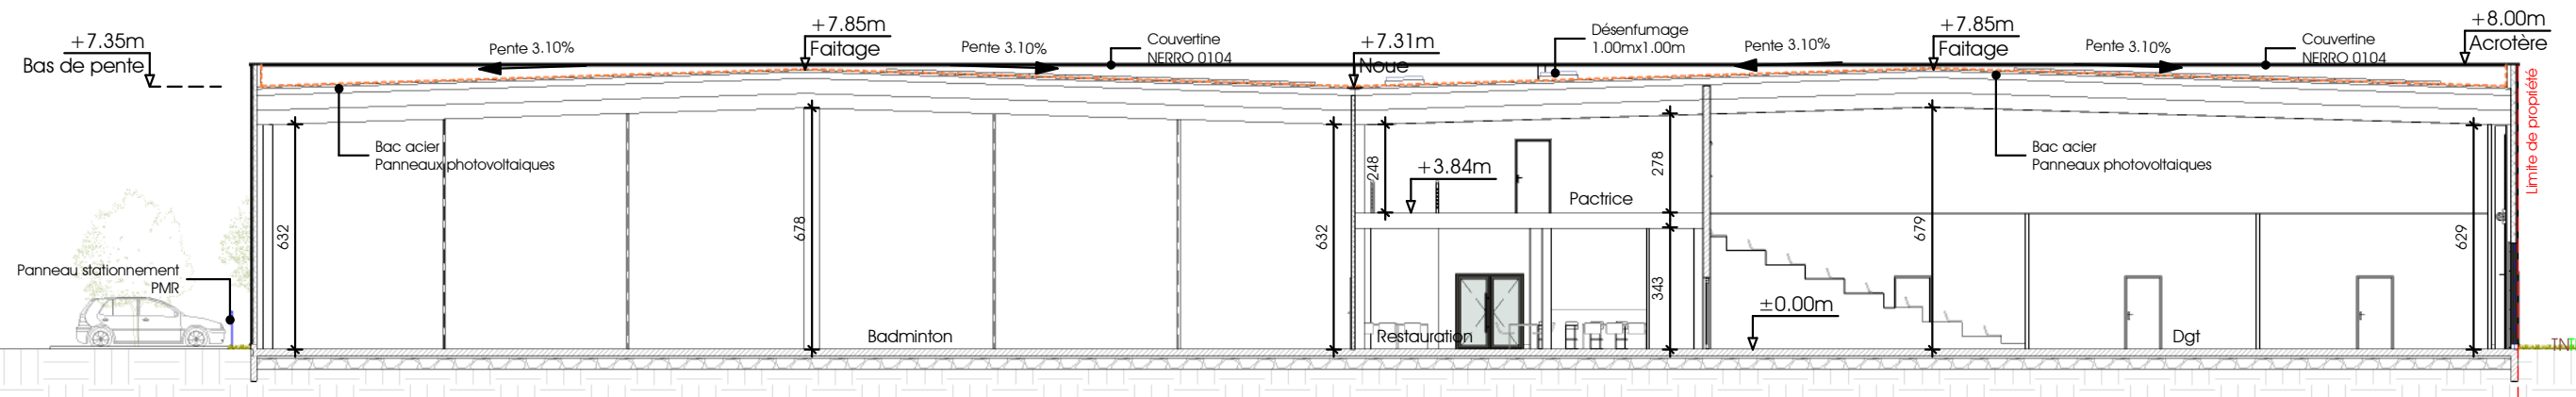 +7.35m
Bas de pente
Pente 3.10%
+7.85m
Faitage
Pente 3.10%
Couvertine
NERRO 0104
+7.31m
Noue
Désenfumage
1.00mx1.00m
Pente 3.10%
+7.85m
Faitage
Pente 3.10%
Couvertine
NERRO 0104
+8.00m
Acrotère
Limite de propriété
Bac acier
Panneaux photovoltaiques
Bac acier
Panneaux photovoltaiques
632
678
632
248
+3.84m
278
Pactrice
679
629
Panneau stationnement
PMR
343
±0.00m
Badminton
Restauration
Dgt
TN